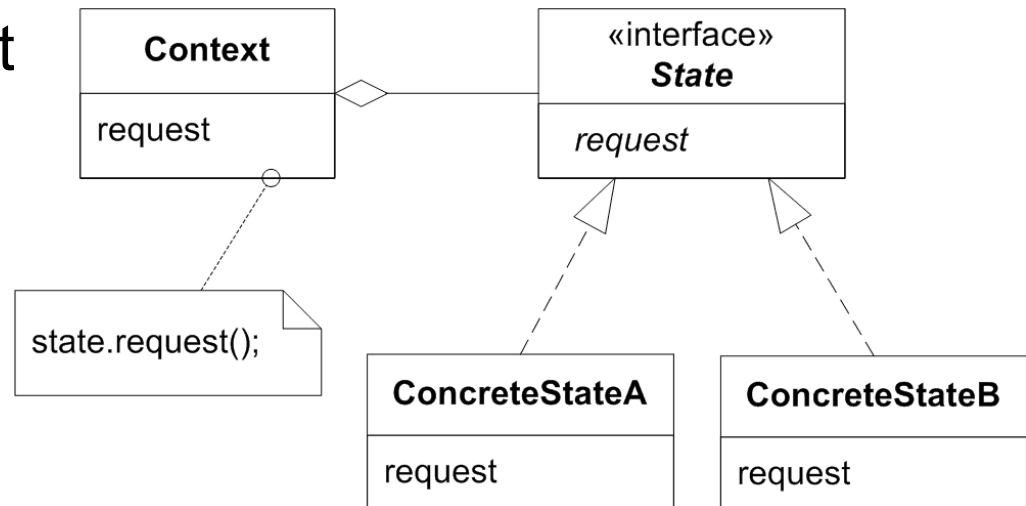 t
Context
request
«interface»
State
request
state.request();
ConcreteStateA
request
ConcreteStateB
request